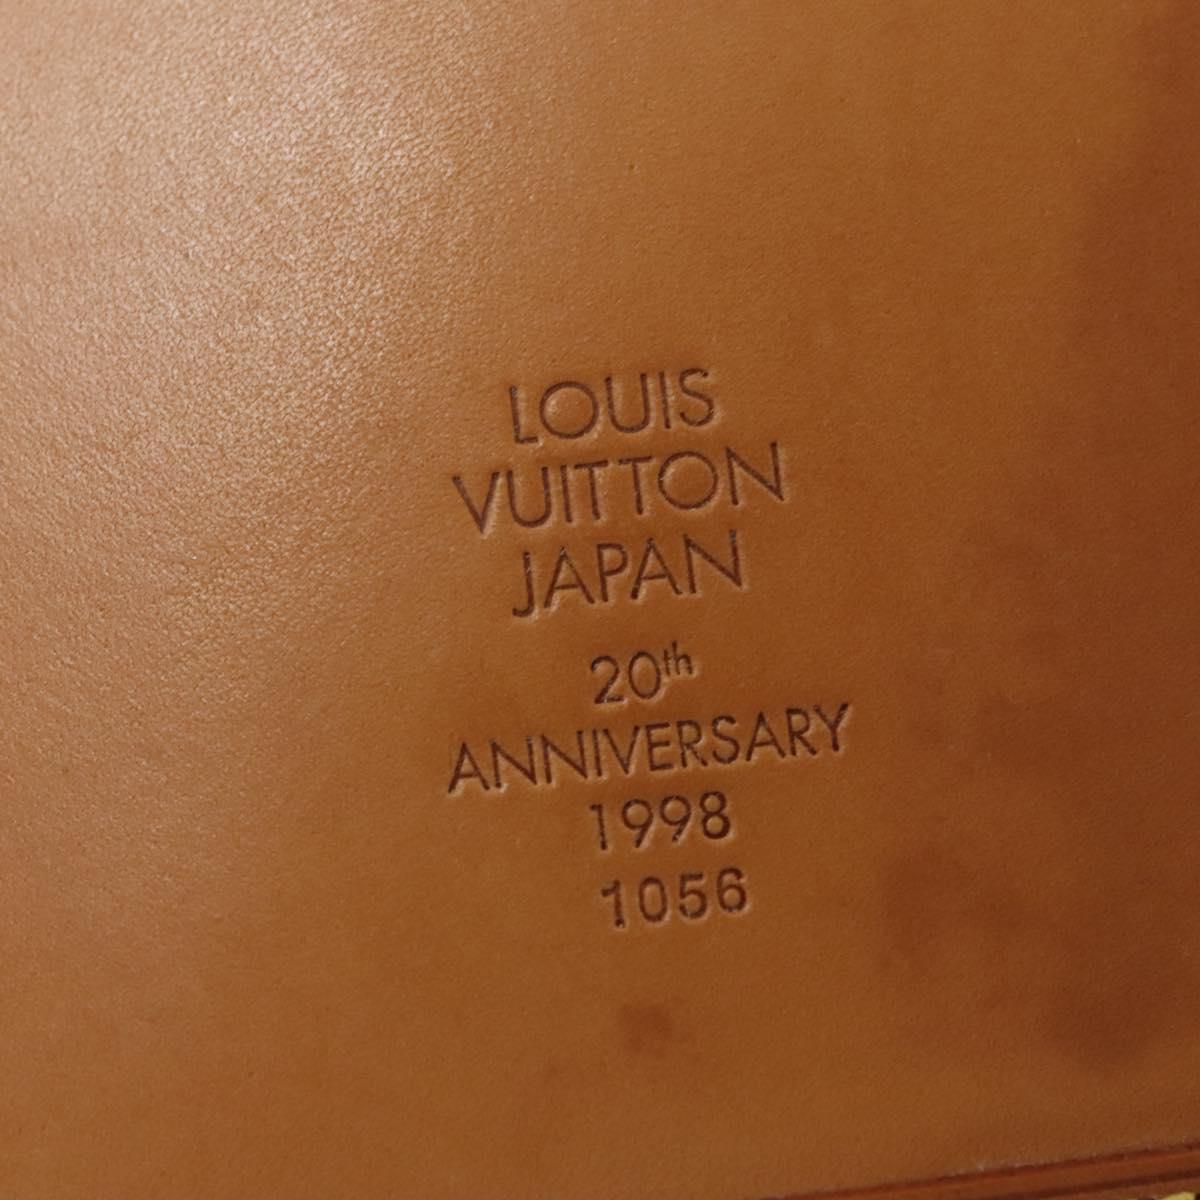 LOUIS
VUITTON
JAPAN
20th
ANNIVERSARY
1998
1056